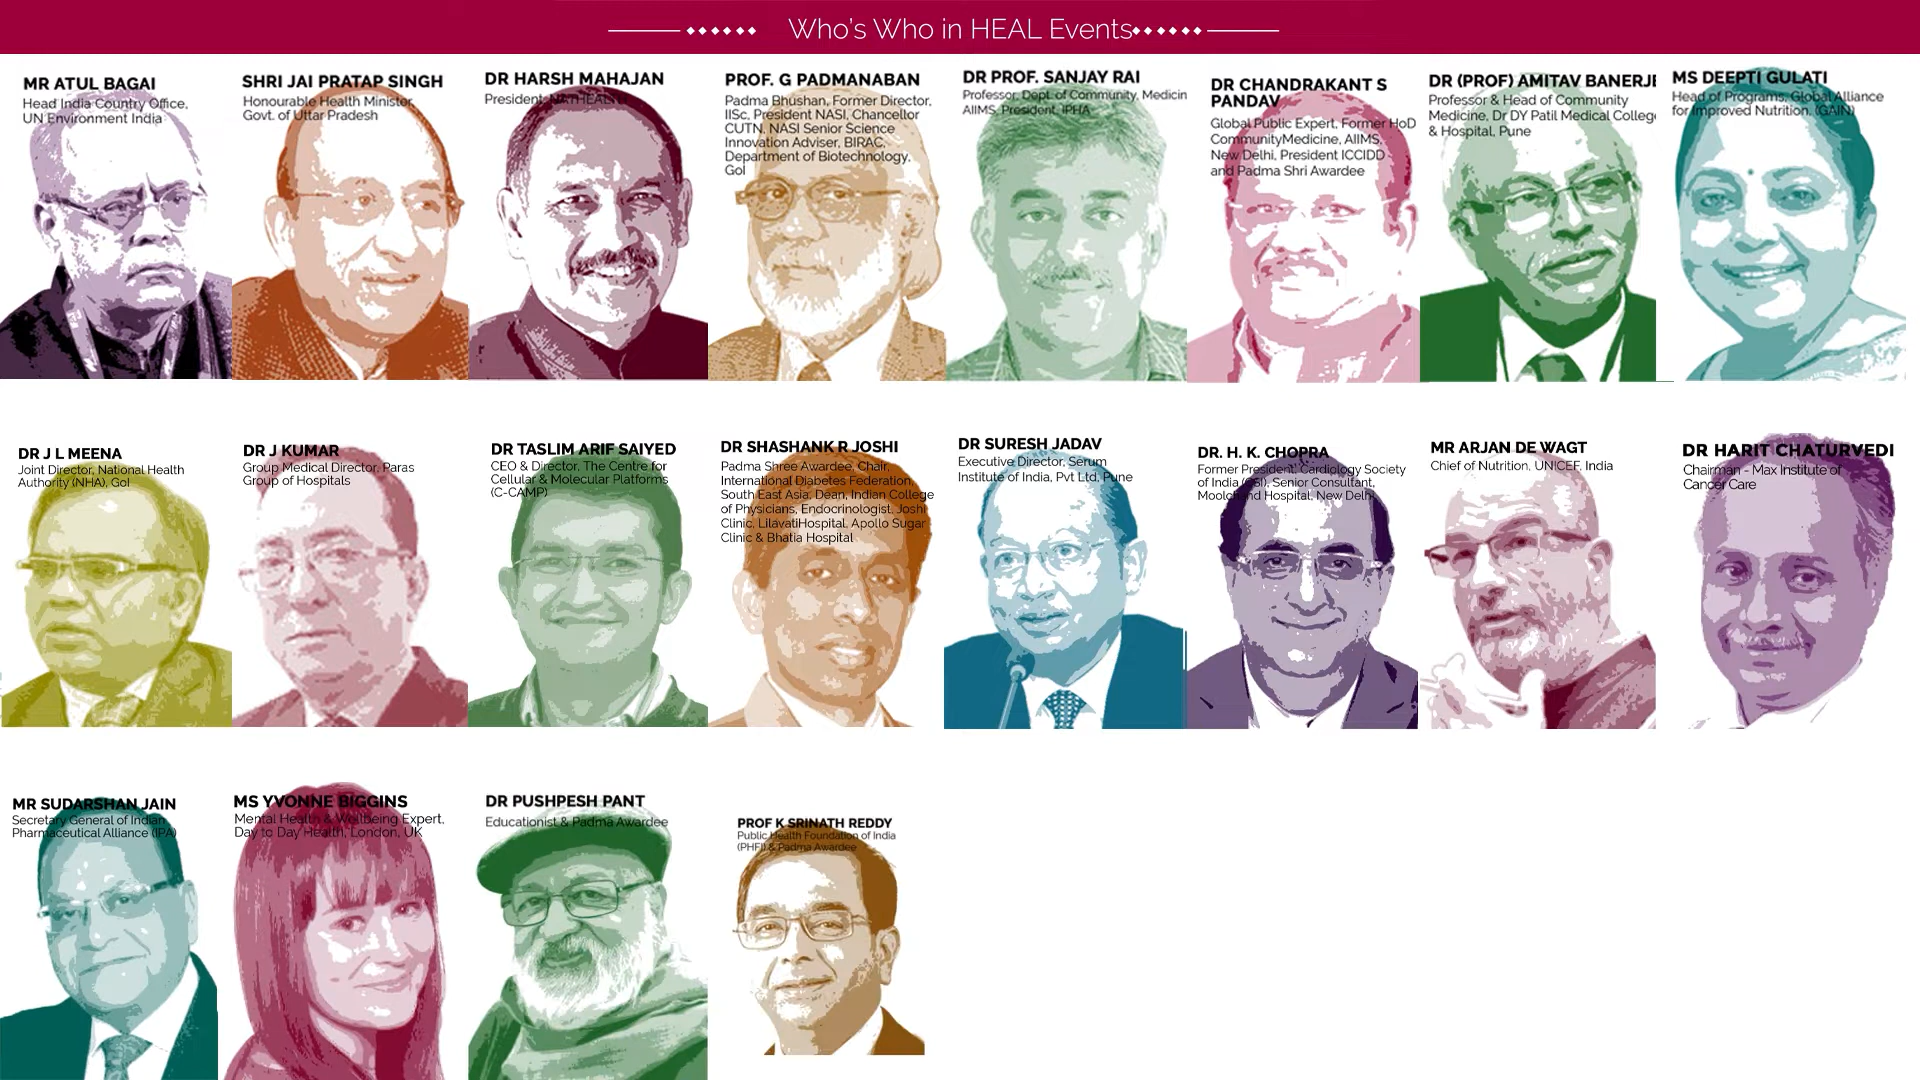 Who's Who in HEAL Events
MR ATUL BAGAI
Head India Country Office,
UN Environment India
SHRI JAI PRATAP SINGH
Honourable Health Minister,
Govt. of Uttar Pradesh
DR HARSH MAHAJAN
President, NATHEALTH
PROF. G PADMANABAN
Padma Bhushan, Former Director,
IISc, President NASI, Chancellor
CUTN, NASI Senior Science
Innovation Adviser, BIRAC,
Department of Biotechnology,
GoI
DR PROF. SANJAY RAI
Professor, Dept. of Community, Medicin
AIIMS, President, IPHA
DR CHANDRAKANT S
PANDAV
Global Public Expert, Former HoD
CommunityMedicine, AIIMS,
New Delhi, President ICCIDD
and Padma Shri Awardee
DR (PROF) AMITAV BANERJE
Professor & Head of Community
Medicine, Dr DY Patil Medical College
& Hospital, Pune
MS DEEPTI GULATI
Head of Programs, Global Alliance
for Improved Nutrition, (GAIN)
DR J L MEENA
Joint Director, National Health
Authority (NHA), GoI
DR J KUMAR
Group Medical Director, Paras
Group of Hospitals
DR TASLIM ARIF SAIYED
CEO & Director, The Centre for
Cellular & Molecular Platforms
(C-CAMP)
DR SHASHANK R JOSHI
Padma Shree Awardee, Chair,
International Diabetes Federation,
South East Asia, Dean, Indian College
of Physicians, Endocrinologist, Joshi
Clinic, LilavatiHospital, Apollo Sugar
Clinic & Bhatia Hospital
DR SURESH JADAV
Executive Director, Serum
Institute of India, Pvt Ltd, Pune
DR. H. K. CHOPRA
Former President, Cardiology Society
of India (CSI), Senior Consultant,
Moolchand Hospital, New Delhi
MR ARJAN DE WAGT
Chief of Nutrition, UNICEF, India
DR HARIT CHATURVEDI
Chairman - Max Institute of
Cancer Care
MR SUDARSHAN JAIN
Secretary General of Indian
Pharmaceutical Alliance (IPA)
MS YVONNE BIGGINS
Mental Health & Wellbeing Expert,
Day to Day Health, London, UK
DR PUSHPESH PANT
Educationist & Padma Awardee
PROF K SRINATH REDDY
Public Health Foundation of India
(PHFI) & Padma Awardee